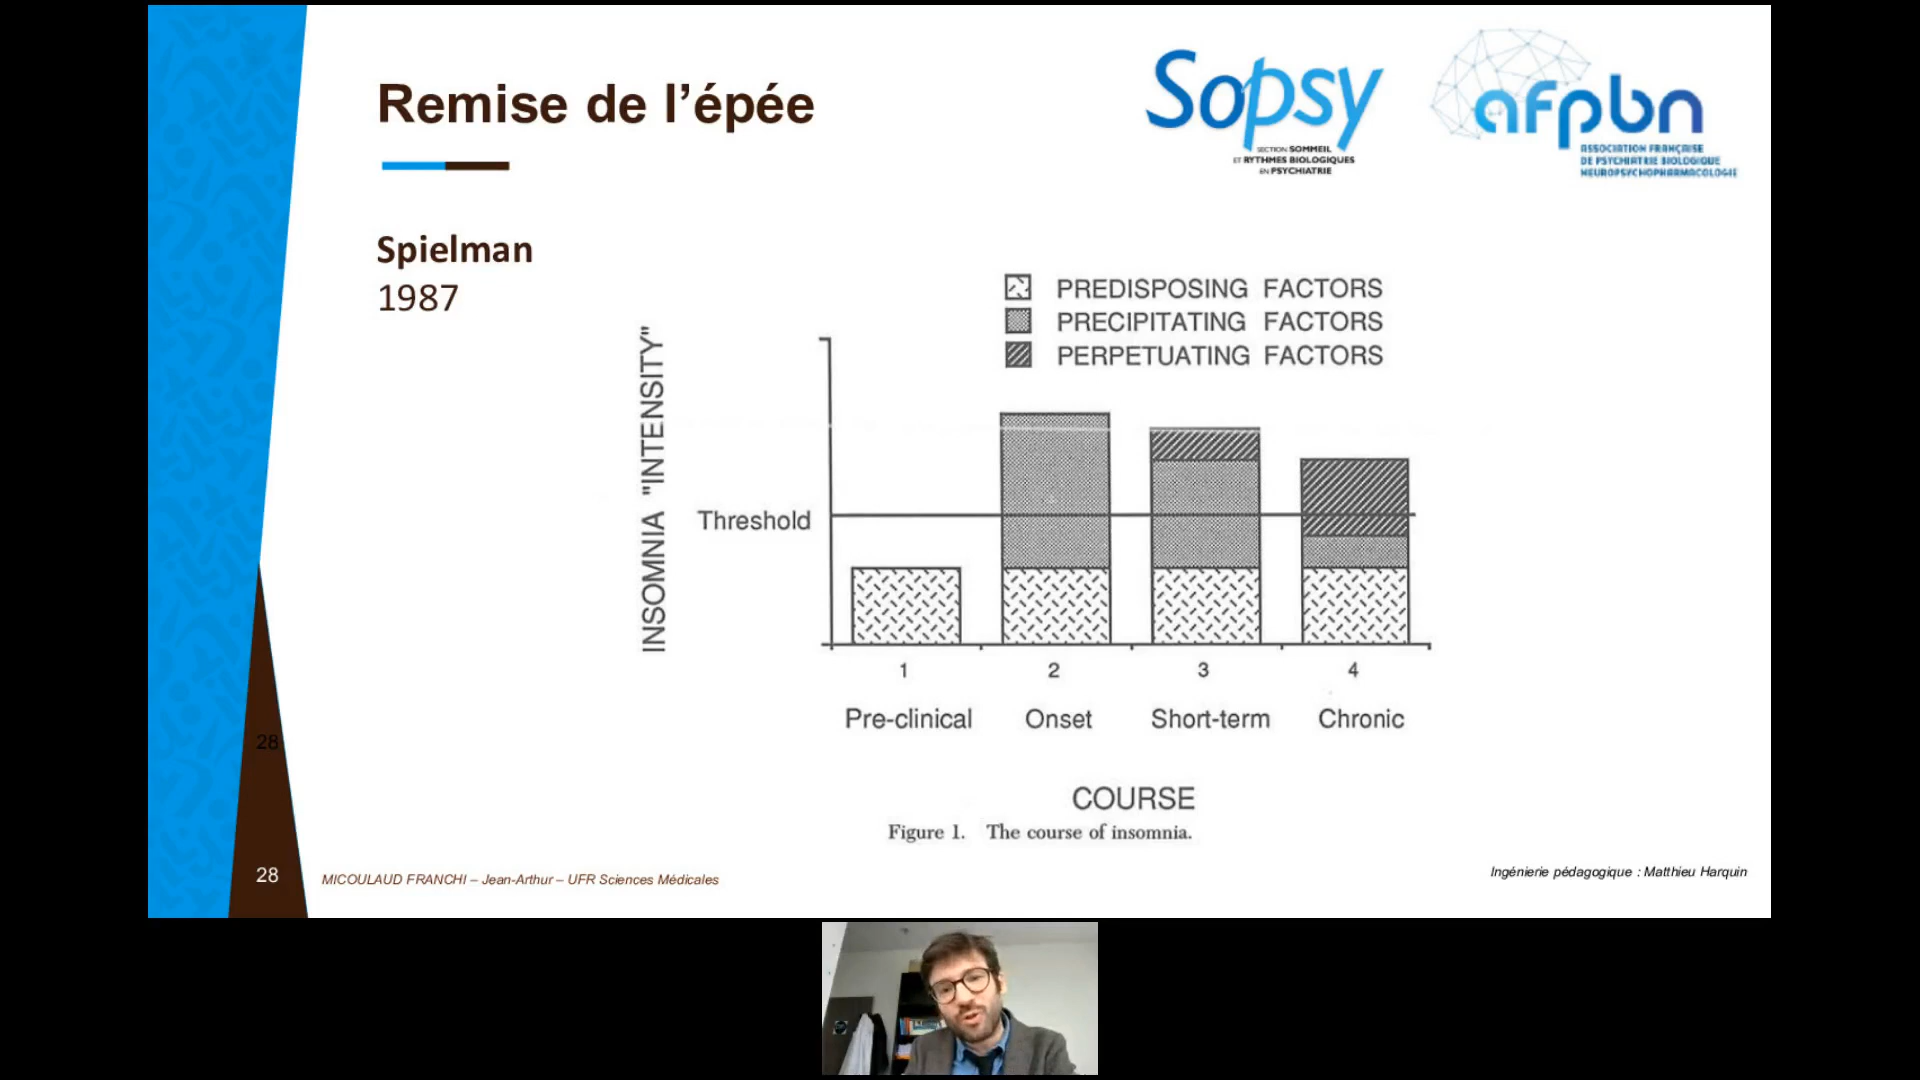 Remise de l’épée
Sopsy
SECTION SOMMEIL
ET RYTHMES BIOLOGIQUES
EN PSYCHIATRIE
afpbn
ASSOCIATION FRANÇAISE
DE PSYCHIATRIE BIOLOGIQUE
NEUROPSYCHOPHARMACOLOGIE
Spielman
1987
PREDISPOSING FACTORS
PRECIPITATING FACTORS
PERPETUATING FACTORS
INSOMNIA "INTENSITY"
Threshold
1 2 3 4
Pre-clinical Onset Short-term Chronic
COURSE
Figure 1. The course of insomnia.
28
28
MICOULAUD FRANCHI – Jean-Arthur – UFR Sciences Médicales
Ingénierie pédagogique : Matthieu Harquin